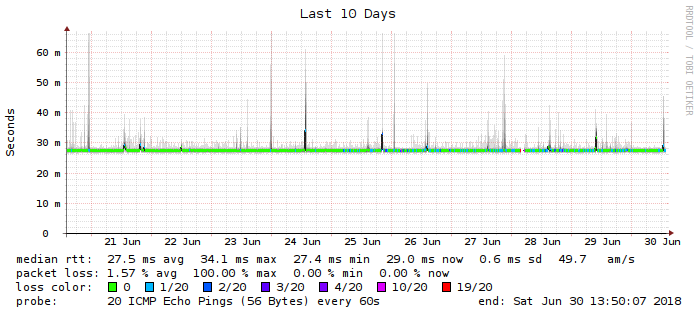 Last 10 Days
RRDTOOL / TOBI OETIKER
Seconds
60 m
50 m
40 m
30 m
20 m
10 m
0
21 Jun 22 Jun 23 Jun 24 Jun 25 Jun 26 Jun 27 Jun 28 Jun 29 Jun 30 Jun
median rtt: 27.5 ms avg 34.1 ms max 27.4 ms min 29.0 ms now 0.6 ms sd 49.7 am/s
packet loss: 1.57 % avg 100.00 % max 0.00 % min 0.00 % now
loss color: 0 1/20 2/20 3/20 4/20 10/20 19/20
probe: 20 ICMP Echo Pings (56 Bytes) every 60s end: Sat Jun 30 13:50:07 2018